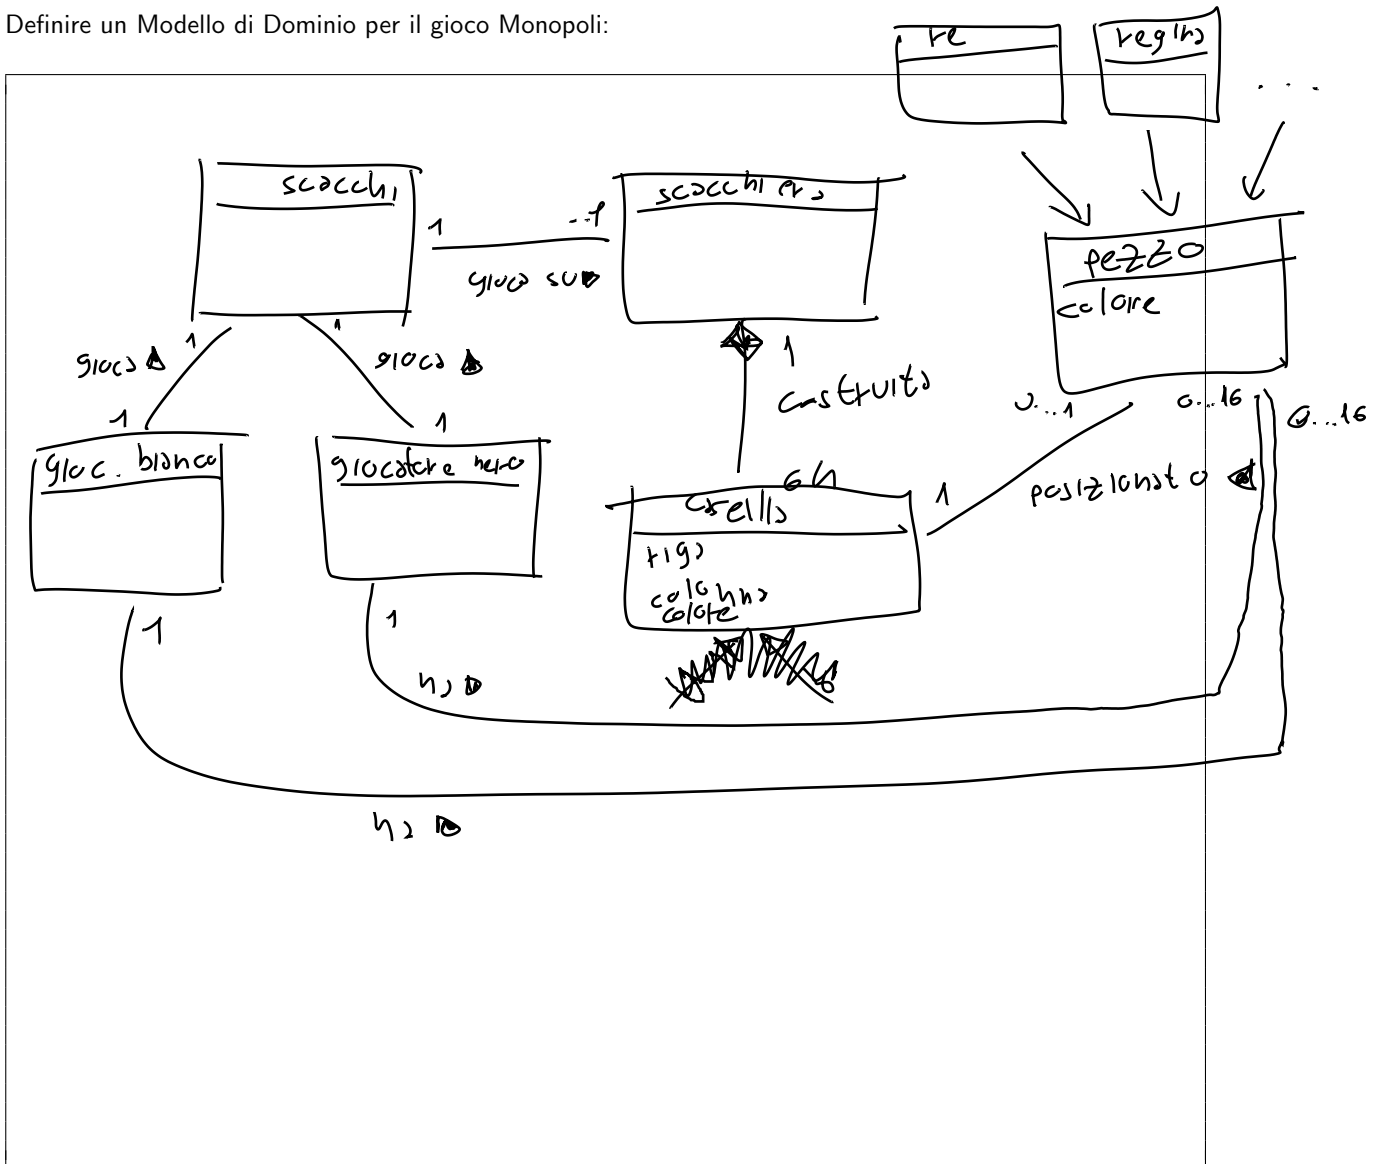 Definire un Modello di Dominio per il gioco Monopoli:
re
regina
....
scacchi
scacchiera
pezzo
colore
1
...1
gioco su
1
gioca
1
gioca
1
costruita
0...1
0...16
0...16
1
1
gioc. bianco
giocatore nero
64
casella
riga
colonna
colore
1
posizionato
1
1
ha
ha